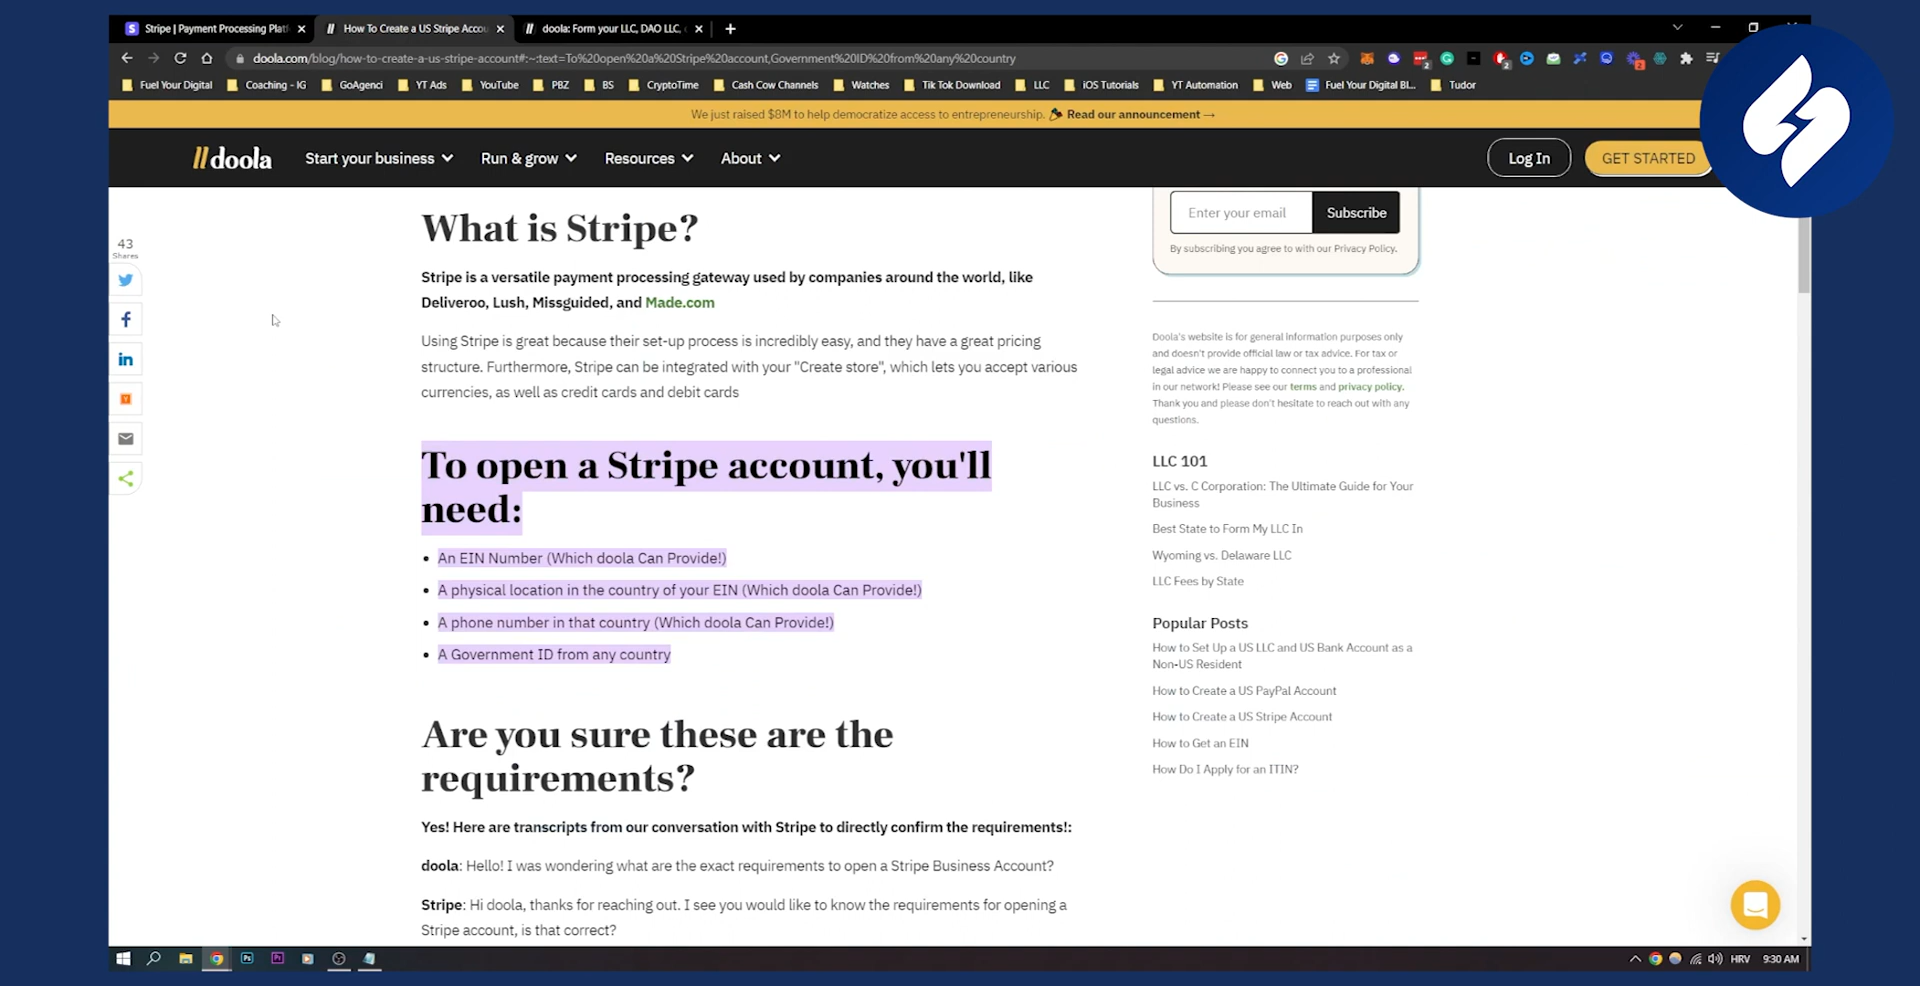 Stripe | Payment Processing Platf
How To Create a US Stripe Accou
doola: Form your LLC, DAO LLC,
doola.com/blog/how-to-create-a-us-stripe-account#:~:text=To%20open%20a%20Stripe%20account,Government%20ID%20from%20any%20country
Fuel Your Digital
Coaching - IG
GoAgenci
YT Ads
YouTube
PBZ
BS
CryptoTime
Cash Cow Channels
Watches
Tik Tok Download
LLC
iOS Tutorials
YT Automation
Web
Fuel Your Digital Bl...
Tudor
We just raised $8M to help democratize access to entrepreneurship. Read our announcement →
doola
Start your business
Run & grow
Resources
About
Log In
GET STARTED
43
Shares
What is Stripe?
Stripe is a versatile payment processing gateway used by companies around the world, like
Deliveroo, Lush, Missguided, and Made.com
Using Stripe is great because their set-up process is incredibly easy, and they have a great pricing
structure. Furthermore, Stripe can be integrated with your "Create store", which lets you accept various
currencies, as well as credit cards and debit cards
To open a Stripe account, you'll
need:
• An EIN Number (Which doola Can Provide!)
• A physical location in the country of your EIN (Which doola Can Provide!)
• A phone number in that country (Which doola Can Provide!)
• A Government ID from any country
Are you sure these are the
requirements?
Yes! Here are transcripts from our conversation with Stripe to directly confirm the requirements!:
doola: Hello! I was wondering what are the exact requirements to open a Stripe Business Account?
Stripe: Hi doola, thanks for reaching out. I see you would like to know the requirements for opening a
Stripe account, is that correct?
Enter your email
Subscribe
By subscribing you agree to with our Privacy Policy.
Doola's website is for general information purposes only
and doesn't provide official law or tax advice. For tax or
legal advice we are happy to connect you to a professional
in our network! Please see our terms and privacy policy.
Thank you and please don't hesitate to reach out with any
questions.
LLC 101
LLC vs. C Corporation: The Ultimate Guide for Your
Business
Best State to Form My LLC In
Wyoming vs. Delaware LLC
LLC Fees by State
Popular Posts
How to Set Up a US LLC and US Bank Account as a
Non-US Resident
How to Create a US PayPal Account
How to Create a US Stripe Account
How to Get an EIN
How Do I Apply for an ITIN?
HRV
9:30 AM